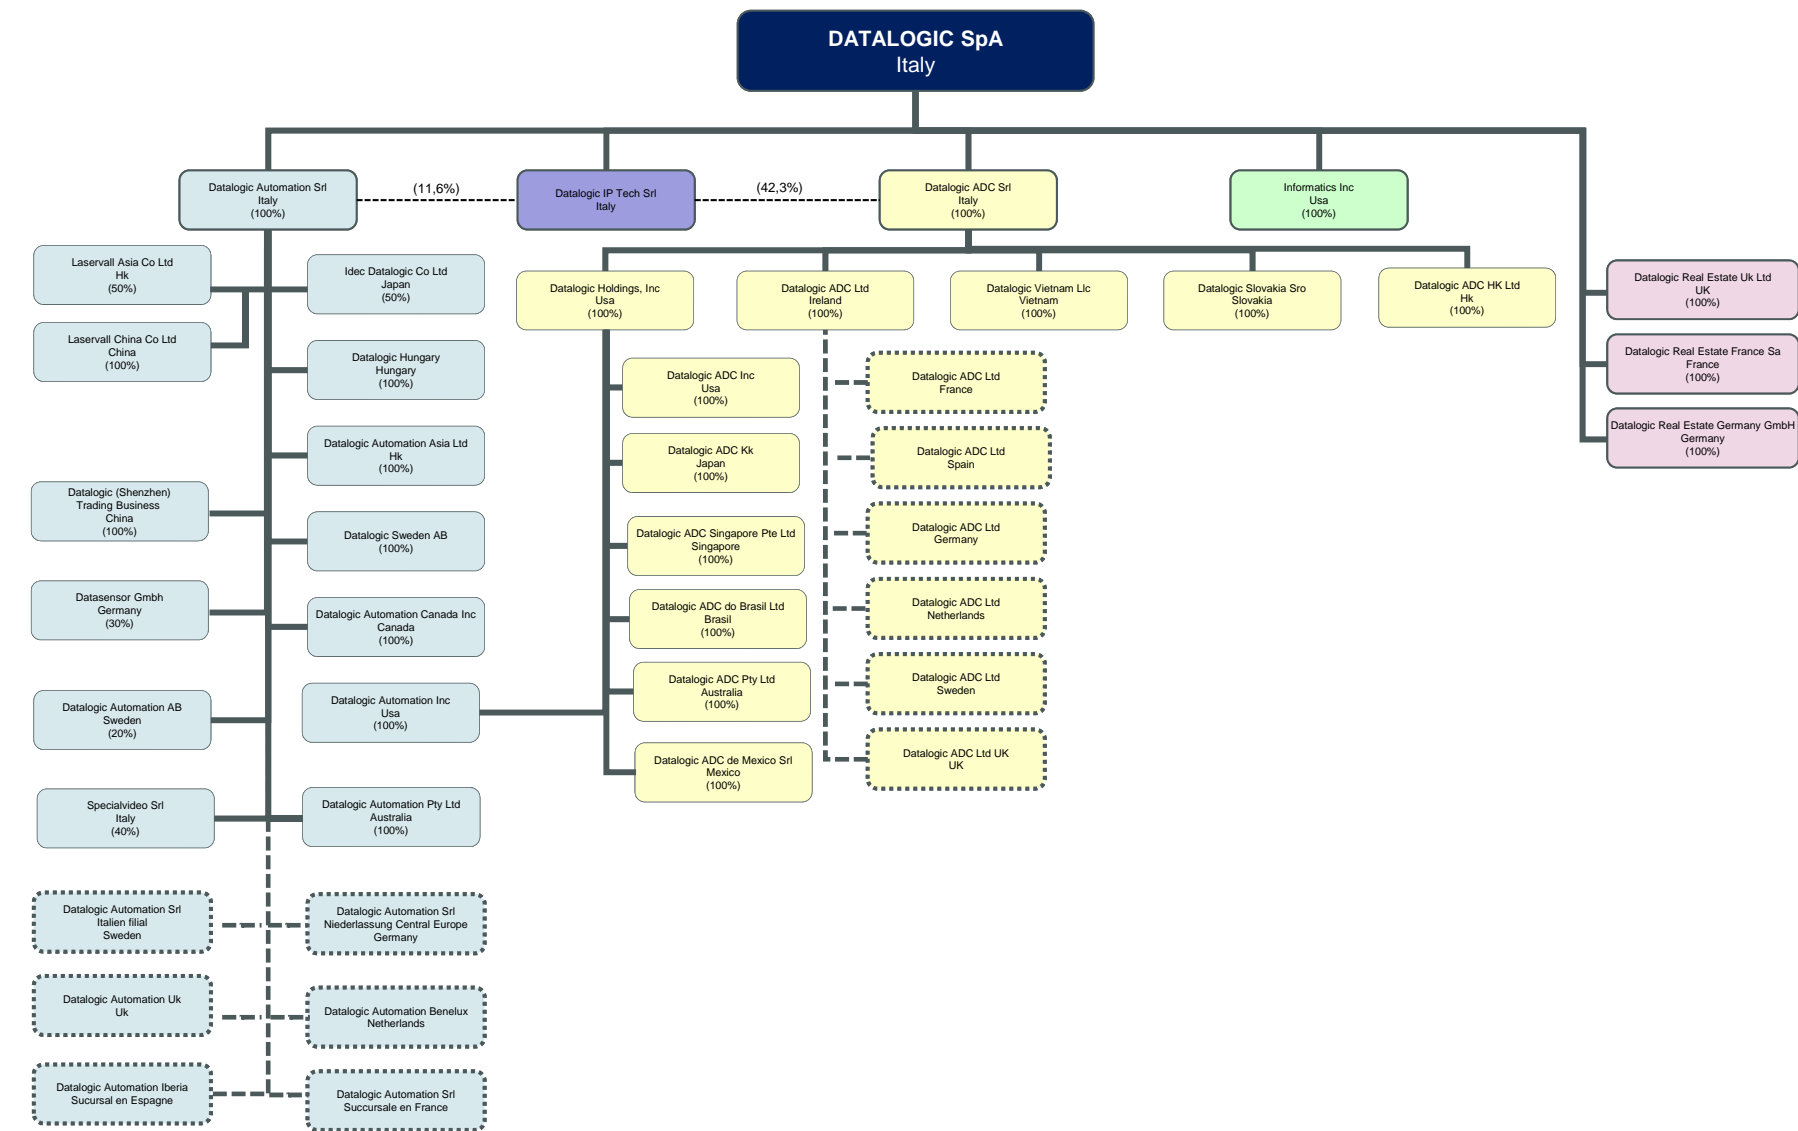 DATALOGIC SpA
Italy
Datalogic Automation Srl
Italy
(100%)
(11,6%)
Datalogic IP Tech Srl
Italy
(42,3%)
Datalogic ADC Srl
Italy
(100%)
Informatics Inc
Usa
(100%)
Laservall Asia Co Ltd
Hk
(50%)
Idec Datalogic Co Ltd
Japan
(50%)
Laservall China Co Ltd
China
(100%)
Datalogic Hungary
Hungary
(100%)
Datalogic Automation Asia Ltd
Hk
(100%)
Datalogic (Shenzhen)
Trading Business
China
(100%)
Datalogic Sweden AB
(100%)
Datasensor Gmbh
Germany
(30%)
Datalogic Automation Canada Inc
Canada
(100%)
Datalogic Automation AB
Sweden
(20%)
Datalogic Automation Inc
Usa
(100%)
Specialvideo Srl
Italy
(40%)
Datalogic Automation Pty Ltd
Australia
(100%)
Datalogic Automation Srl
Italien filial
Sweden
Datalogic Automation Srl
Niederlassung Central Europe
Germany
Datalogic Automation Uk
Uk
Datalogic Automation Benelux
Netherlands
Datalogic Automation Iberia
Sucursal en Espagne
Datalogic Automation Srl
Succursale en France
Datalogic Holdings, Inc
Usa
(100%)
Datalogic ADC Ltd
Ireland
(100%)
Datalogic Vietnam Llc
Vietnam
(100%)
Datalogic Slovakia Sro
Slovakia
(100%)
Datalogic ADC HK Ltd
Hk
(100%)
Datalogic ADC Inc
Usa
(100%)
Datalogic ADC Kk
Japan
(100%)
Datalogic ADC Singapore Pte Ltd
Singapore
(100%)
Datalogic ADC do Brasil Ltd
Brasil
(100%)
Datalogic ADC Pty Ltd
Australia
(100%)
Datalogic ADC de Mexico Srl
Mexico
(100%)
Datalogic ADC Ltd
France
Datalogic ADC Ltd
Spain
Datalogic ADC Ltd
Germany
Datalogic ADC Ltd
Netherlands
Datalogic ADC Ltd
Sweden
Datalogic ADC Ltd UK
UK
Datalogic Real Estate Uk Ltd
UK
(100%)
Datalogic Real Estate France Sa
France
(100%)
Datalogic Real Estate Germany GmbH
Germany
(100%)